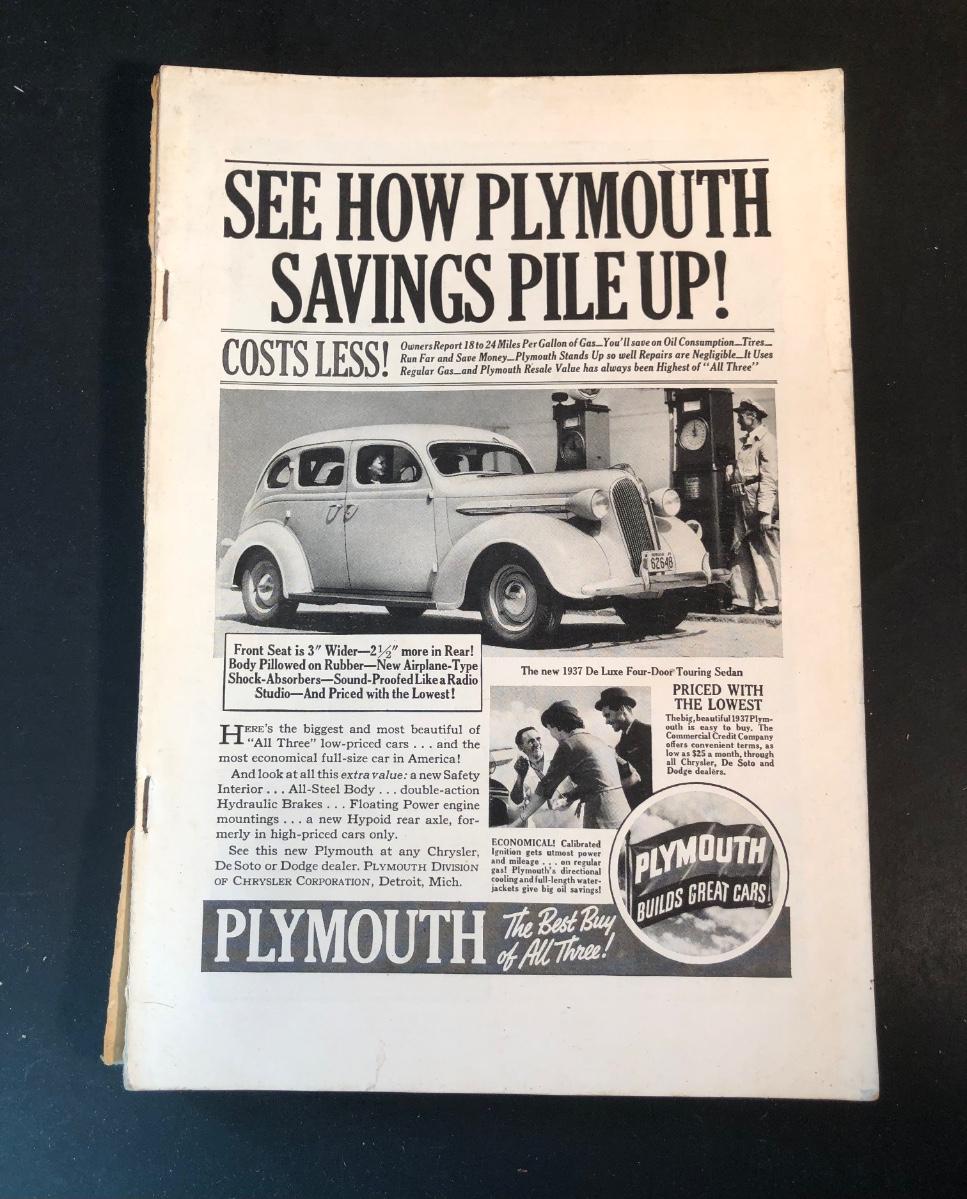 SEE HOW PLYMOUTH
SAVINGS PILE UP!
COSTS LESS!
Owners Report 18 to 24 Miles Per Gallon of Gas—You'll save on Oil Consumption—Tires—
Run Far and Save Money—Plymouth Stands Up so well Repairs are Negligible—It Uses
Regular Gas—and Plymouth Resale Value has always been Highest of "All Three"
62648
Front Seat is 3" Wider—2½" more in Rear!
Body Pillowed on Rubber—New Airplane-Type
Shock-Absorbers—Sound-Proofed Like a Radio
Studio—And Priced with the Lowest!
HERE's the biggest and most beautiful of
"All Three" low-priced cars . . . and the
most economical full-size car in America!
And look at all this extra value: a new Safety
Interior . . . All-Steel Body . . . double-action
Hydraulic Brakes . . . Floating Power engine
mountings . . . a new Hypoid rear axle, for-
merly in high-priced cars only.
See this new Plymouth at any Chrysler,
De Soto or Dodge dealer. PLYMOUTH DIVISION
OF CHRYSLER CORPORATION, Detroit, Mich.
The new 1937 De Luxe Four-Door Touring Sedan
PRICED WITH
THE LOWEST
The big, beautiful 1937 Plym-
outh is easy to buy. The
Commercial Credit Company
offers convenient terms, as
low as $25 a month, through
all Chrysler, De Soto and
Dodge dealers.
ECONOMICAL! Calibrated
Ignition gets utmost power
and mileage . . . on regular
gas! Plymouth's directional
cooling and full-length water-
jackets give big oil savings!
PLYMOUTH
BUILDS GREAT CARS!
PLYMOUTH
The Best Buy
of All Three!